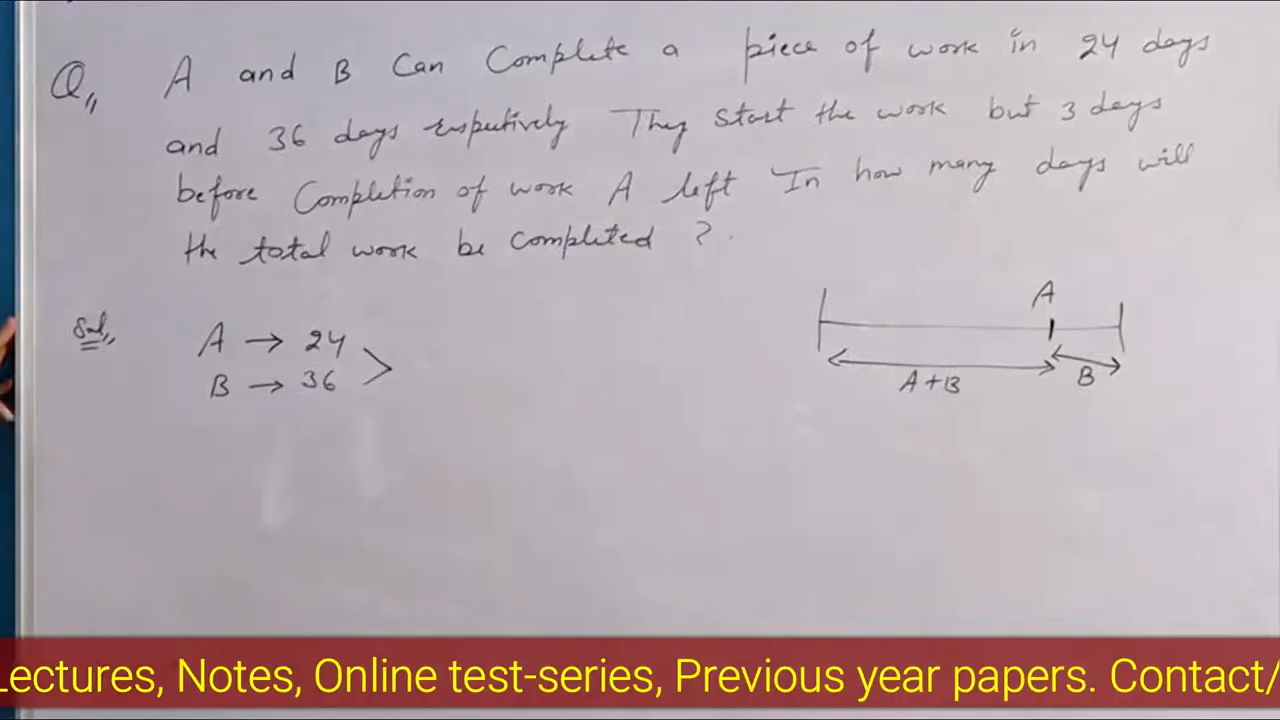 Q,, A and B Can Complete a piece of work in 24 days
and 36 days respectively They start the work but 3 days
before Completion of work A left In how many days will
the total work be completed ?
Sol,,
A → 24
B → 36
A
A+B
B
Lectures, Notes, Online test-series, Previous year papers. Contact/